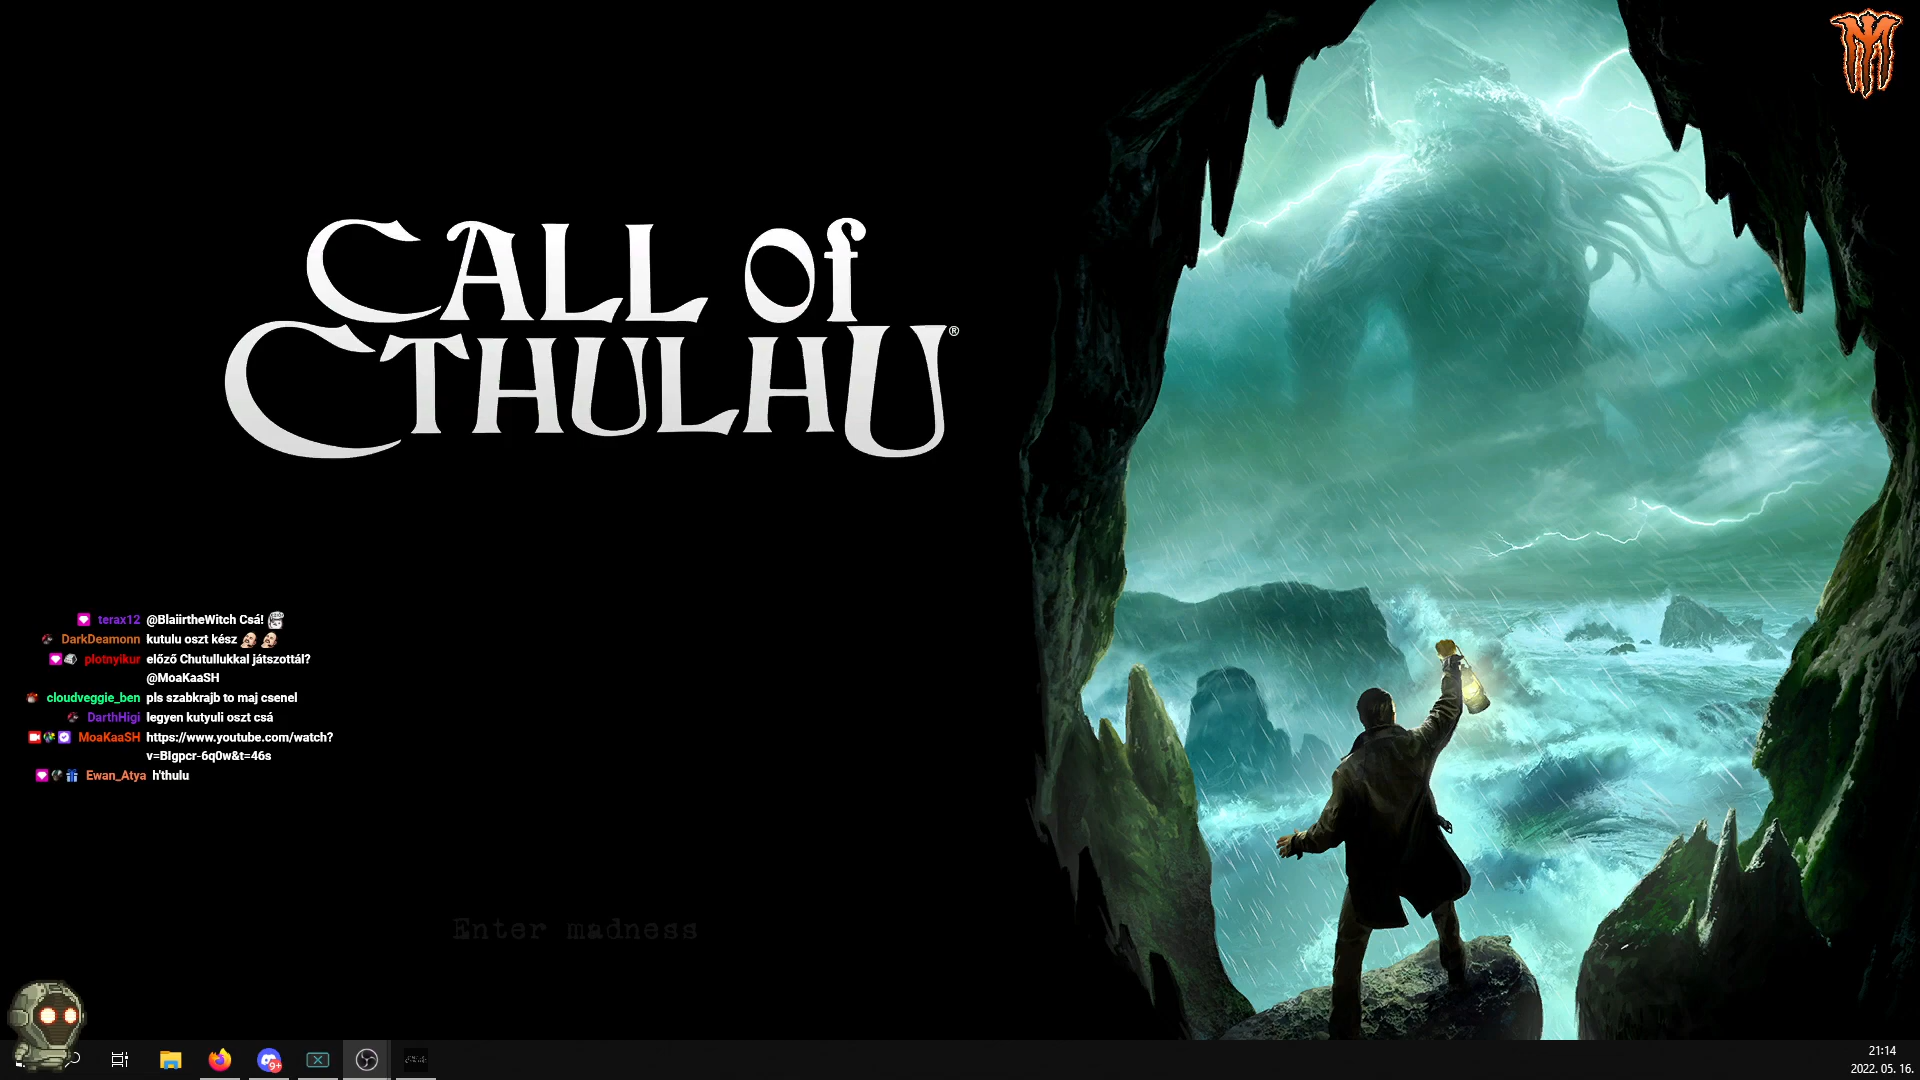 CALL of
CTHULHU®
terax12 @BlaiirtheWitch Csá!
DarkDeamonn kutulu oszt kész
plotnyikur előző Chutullukkal játszottál?
@MoaKaaSH
cloudveggie_ben pls szabkrajb to maj csenel
DarthHigi legyen kutyuli oszt csá
MoaKaaSH https://www.youtube.com/watch?
v=BIgpcr-6q0w&t=46s
Ewan_Atya h'thulu
Enter madness
9+
21:14
2022. 05. 16.